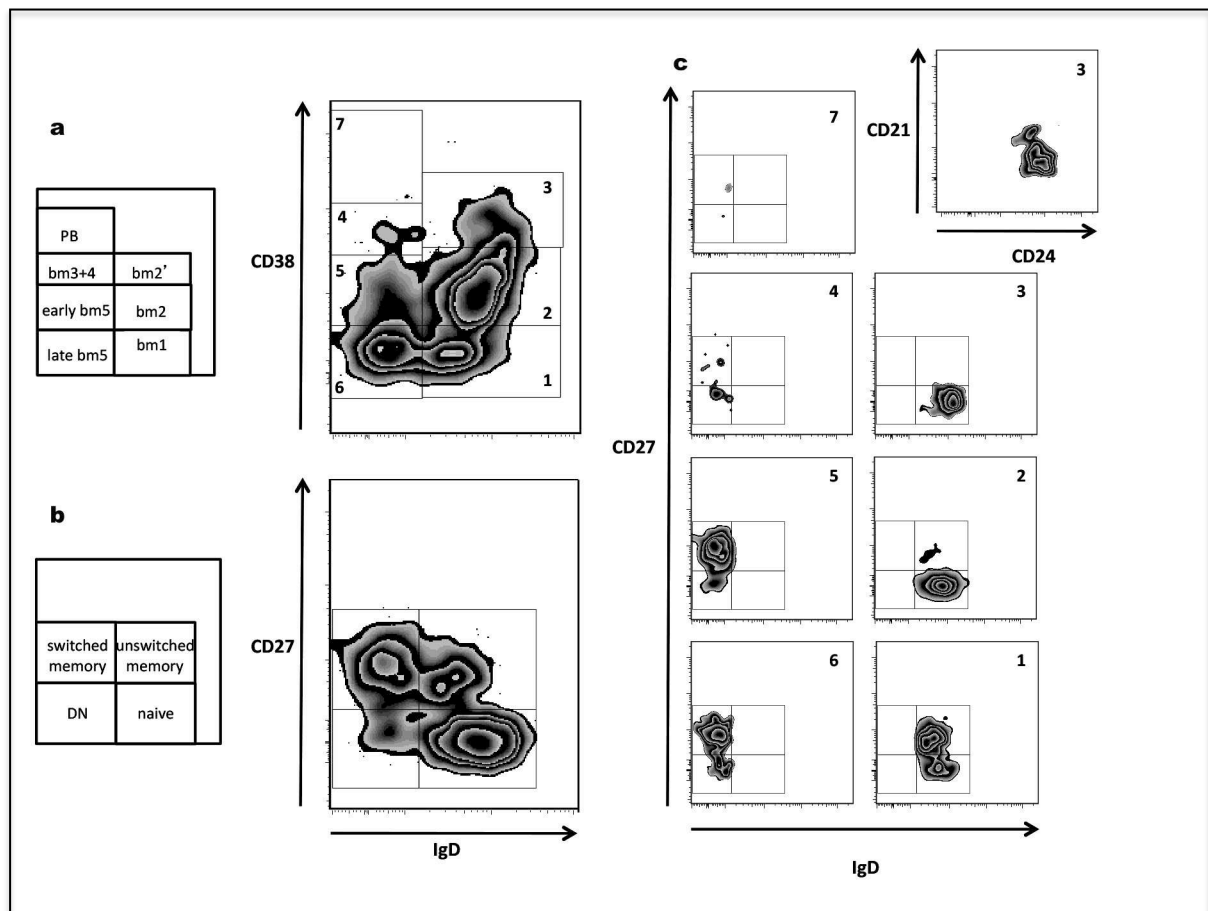 a
PB
bm3+4
bm2'
early bm5
bm2
late bm5
bm1
CD38
7
4
3
5
2
6
1
b
switched
memory
unswitched
memory
DN
naive
CD27
IgD
c
CD27
7
CD21
3
CD24
4
3
5
2
6
1
IgD